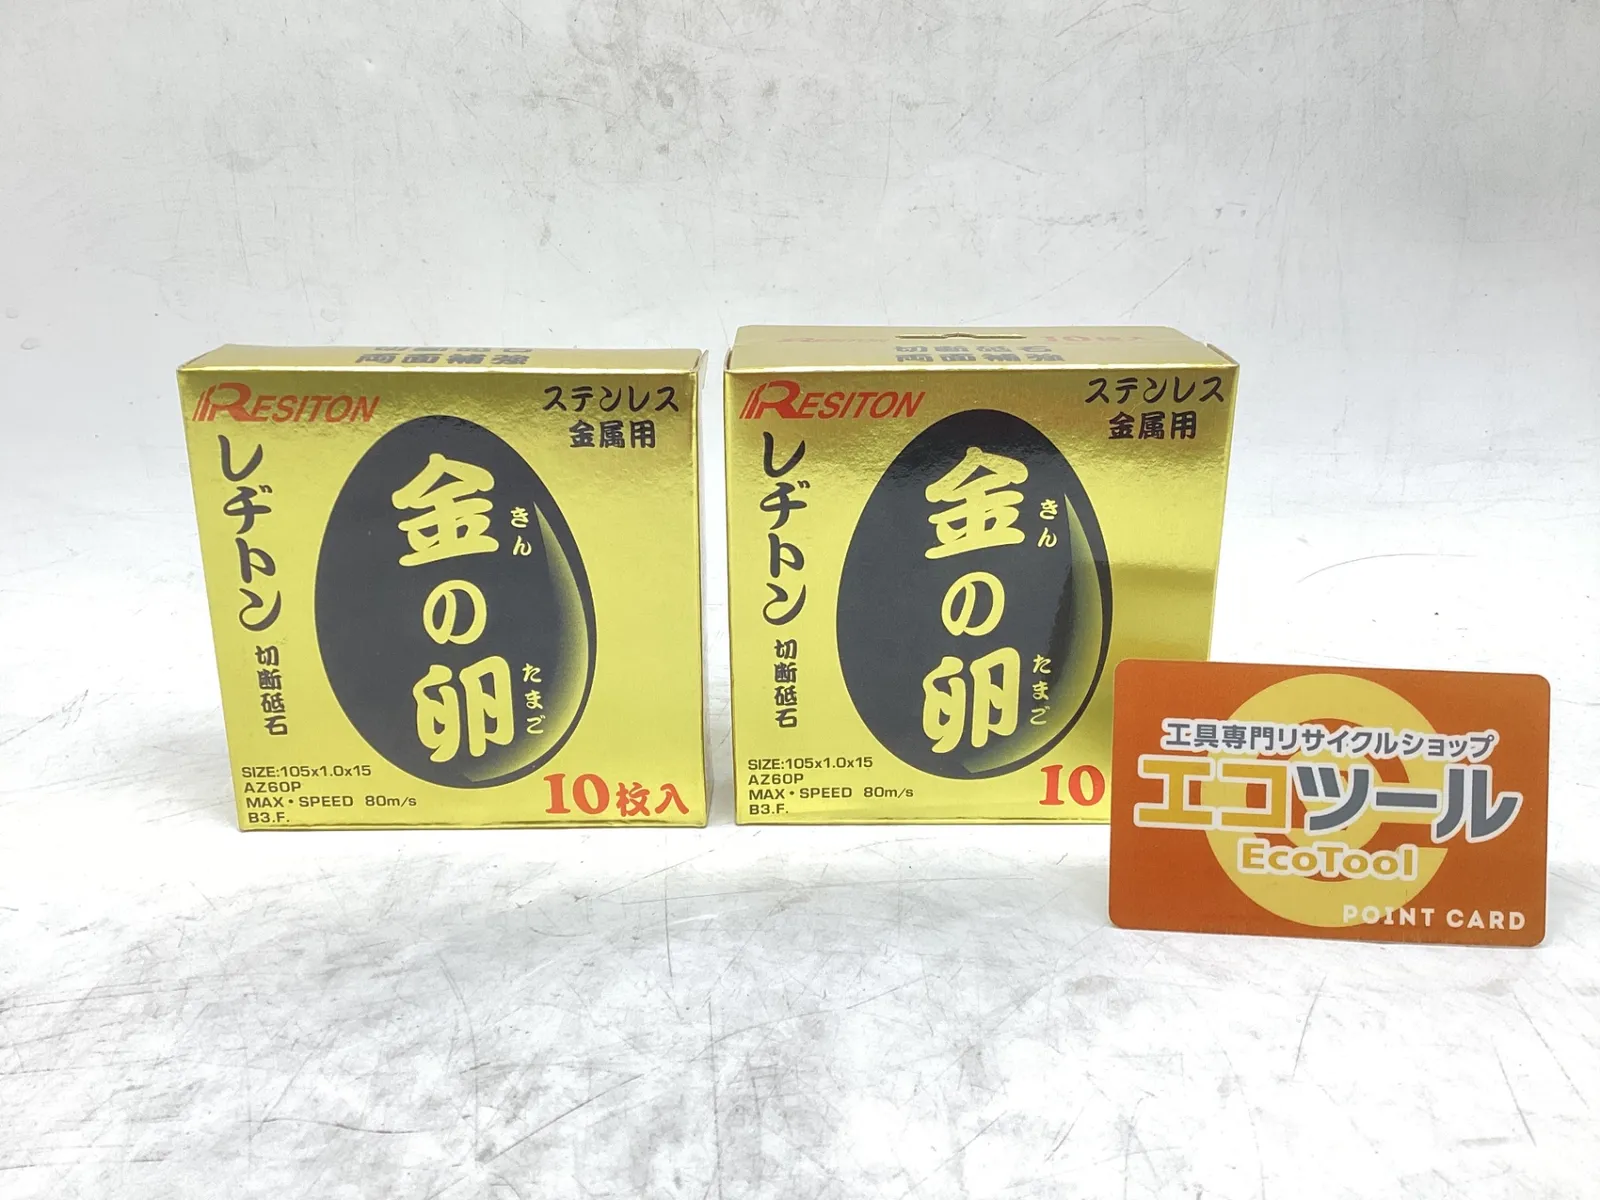 両面補強
RESITON
ステンレス
金属用
レヂトン
切断砥石
金の卵
きん
たまご
SIZE:105x1.0x15
AZ60P
MAX・SPEED 80m/s
B3.F.
10枚入
切断砥石
両面補強
RESITON
ステンレス
金属用
レヂトン
切断砥石
金の卵
きん
たまご
SIZE:105x1.0x15
AZ60P
MAX・SPEED 80m/s
B3.F.
10
工具専門リサイクルショップ
エコツール
EcoTool
POINT CARD